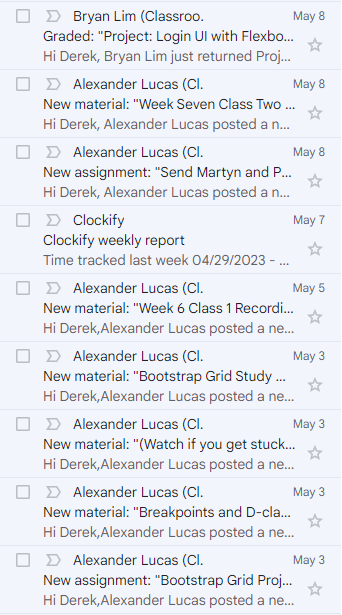 Bryan Lim (Classroo.
May 8
Graded: "Project: Login UI with Flexbo...
Hi Derek, Bryan Lim just returned Proj...
Alexander Lucas (Cl.
May 8
New material: "Week Seven Class Two ...
Hi Derek, Alexander Lucas posted a n...
Alexander Lucas (Cl.
May 8
New assignment: "Send Martyn and P...
Hi Derek, Alexander Lucas posted a n...
Clockify
May 7
Clockify weekly report
Time tracked last week 04/29/2023 - ...
Alexander Lucas (Cl.
May 5
New material: "Week 6 Class 1 Recordi...
Hi Derek,Alexander Lucas posted a ne...
Alexander Lucas (Cl.
May 3
New material: "Bootstrap Grid Study ...
Hi Derek,Alexander Lucas posted a ne...
Alexander Lucas (Cl.
May 3
New material: "(Watch if you get stuck...
Hi Derek,Alexander Lucas posted a ne...
Alexander Lucas (Cl.
May 3
New material: "Breakpoints and D-cla...
Hi Derek,Alexander Lucas posted a ne...
Alexander Lucas (Cl.
May 3
New assignment: "Bootstrap Grid Proj...
Hi Derek,Alexander Lucas posted a ne...